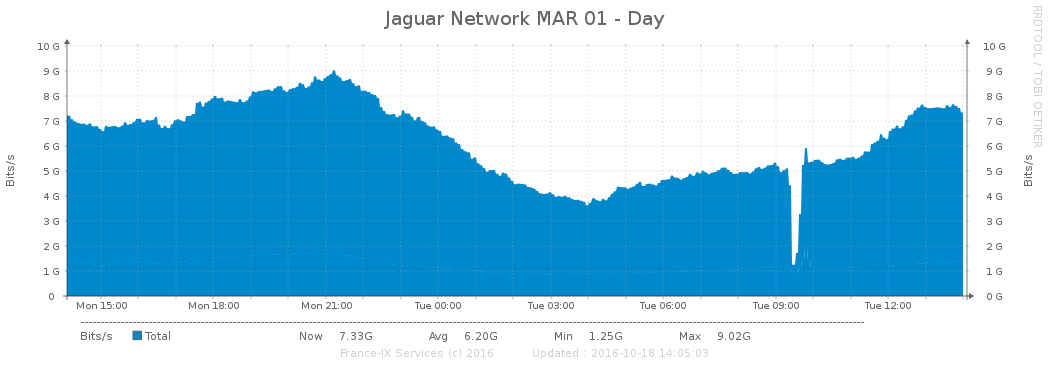 Jaguar Network MAR 01 - Day
RRDTOOL / TOBI OETIKER
Bits/s
Bits/s
10 G
9 G
8 G
7 G
6 G
5 G
4 G
3 G
2 G
1 G
0
10 G
9 G
8 G
7 G
6 G
5 G
4 G
3 G
2 G
1 G
0 G
Mon 15:00 Mon 18:00 Mon 21:00 Tue 00:00 Tue 03:00 Tue 06:00 Tue 09:00 Tue 12:00
Bits/s Total Now 7.33G Avg 6.20G Min 1.25G Max 9.02G
France-IX Services (c) 2016 Updated : 2016-10-18 14:05:03